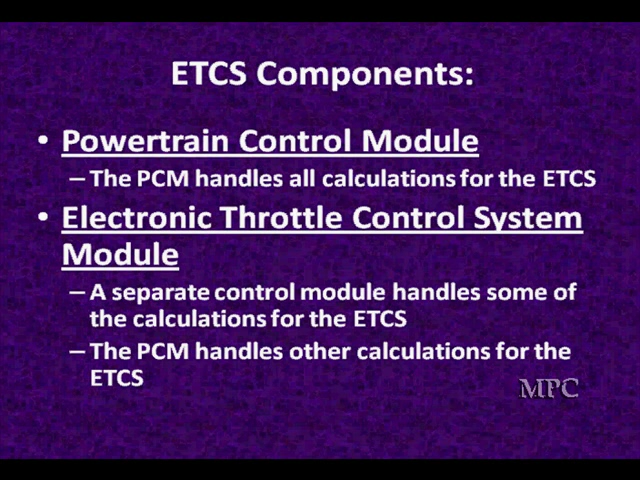 ETCS Components:
• Powertrain Control Module
–The PCM handles all calculations for the ETCS
• Electronic Throttle Control System
Module
–A separate control module handles some of
the calculations for the ETCS
–The PCM handles other calculations for the
ETCS
MPC